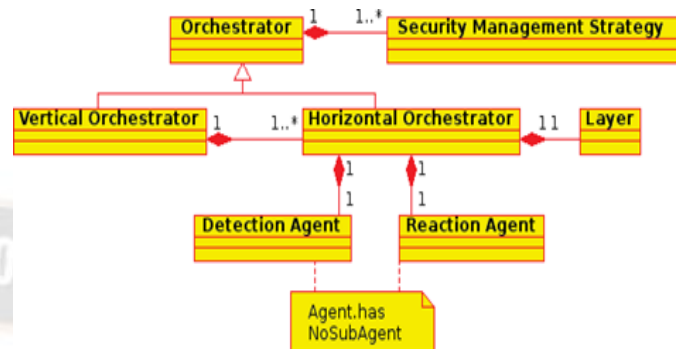 Orchestrator 1 1..* Security Management Strategy
Vertical Orchestrator 1 1..* Horizontal Orchestrator 1 1 Layer
1 1
1 1
Detection Agent Reaction Agent
Agent.has
NoSubAgent